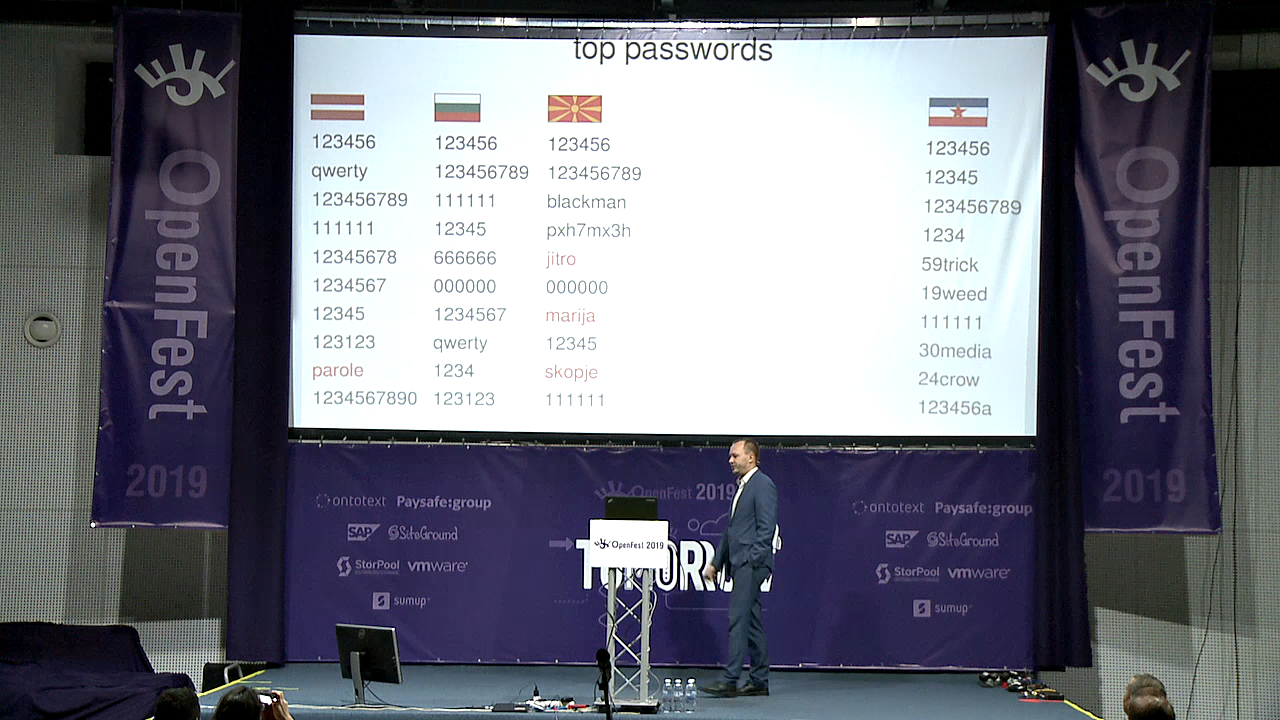 top passwords
123456
qwerty
123456789
111111
12345678
1234567
12345
123123
parole
1234567890
123456
123456789
111111
12345
666666
000000
1234567
qwerty
1234
123123
123456
123456789
blackman
pxh7mx3h
jitro
000000
marija
12345
skopje
111111
123456
12345
123456789
1234
59trick
19weed
111111
30media
24crow
123456a
OpenFest
2019
OpenFest
2019
ontotext Paysafe:group
SAP SiteGround
StorPool vmware
sumup
OpenFest 2019
OpenFest 2019
ontotext Paysafe:group
SAP SiteGround
StorPool vmware
sumup